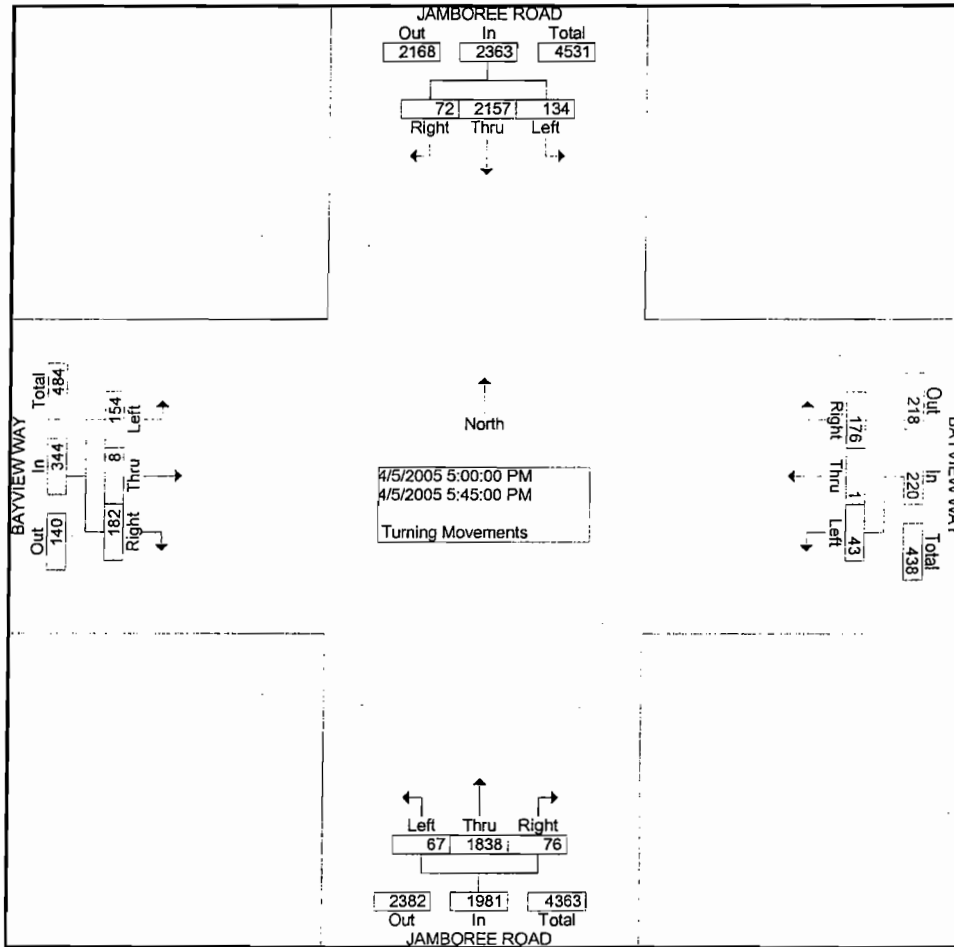 JAMBOREE ROAD
Out In Total
2168 2363 4531
72 2157 134
Right Thru Left
BAYVIEW WAY
Out In Total
140 344 484
182 8 154
Right Thru Left
North
4/5/2005 5:00:00 PM
4/5/2005 5:45:00 PM
Turning Movements
Right Thru Left
176 1 43
Out In Total
218 220 438
BAYVIEW WAY
Left Thru Right
67 1838 76
2382 1981 4363
Out In Total
JAMBOREE ROAD